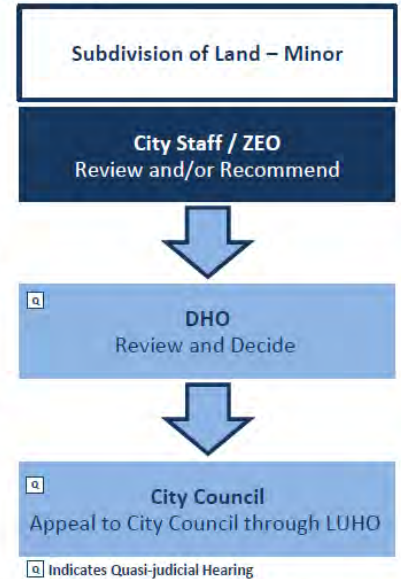 Subdivision of Land – Minor
City Staff / ZEO
Review and/or Recommend
Q
DHO
Review and Decide
Q
City Council
Appeal to City Council through LUHO
Q Indicates Quasi-judicial Hearing